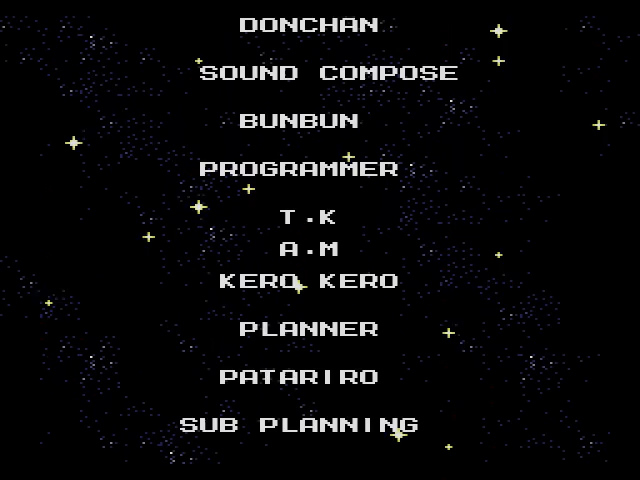 DONCHAN
SOUND COMPOSE
BUNBUN
PROGRAMMER
T.K
A.M
KERO KERO
PLANNER
PATARIRO
SUB PLANNING